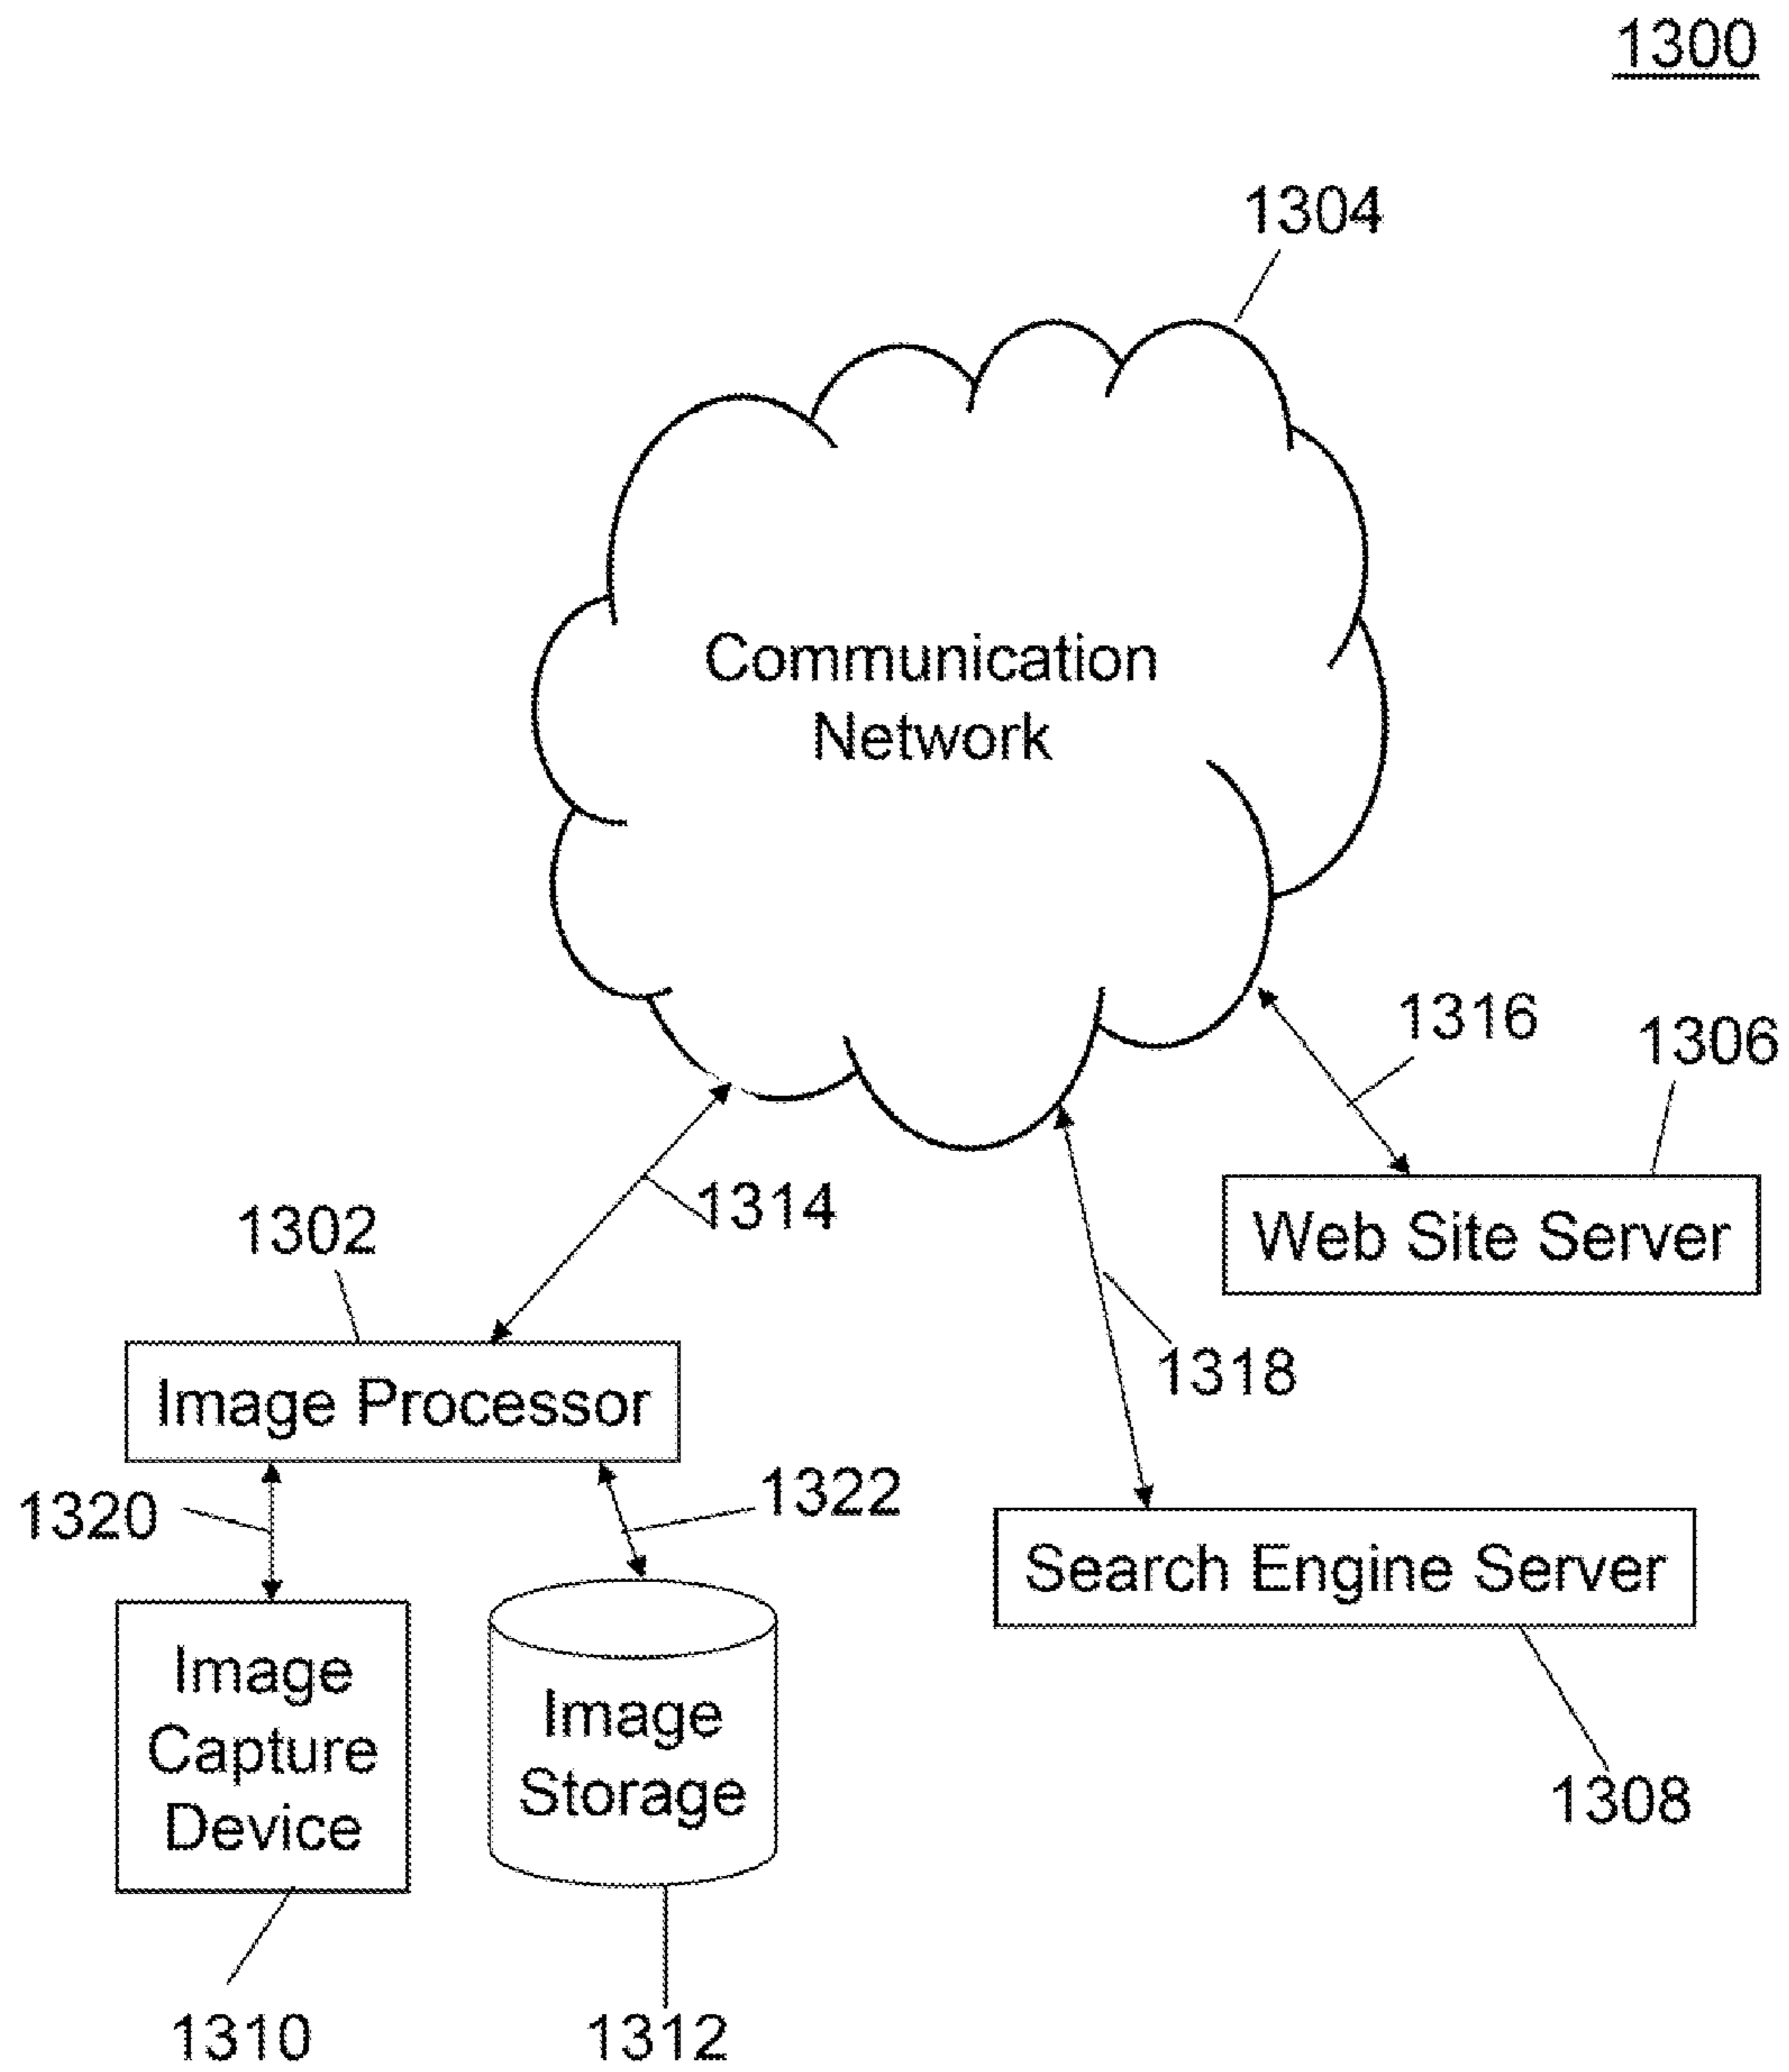 1300
1304
Communication
Network
1316
1306
1314
1302
Web Site Server
1318
Image Processor
1320
1322
Search Engine Server
Image
Capture
Device
Image
Storage
1308
1310
1312